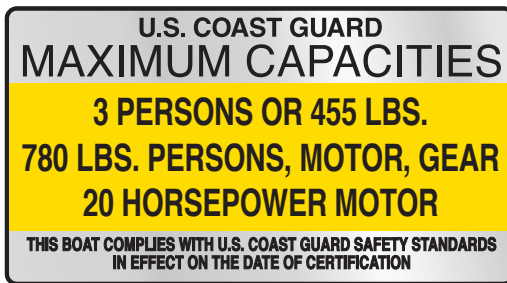 U.S. COAST GUARD
MAXIMUM CAPACITIES
3 PERSONS OR 455 LBS.
780 LBS. PERSONS, MOTOR, GEAR
20 HORSEPOWER MOTOR
THIS BOAT COMPLIES WITH U.S. COAST GUARD SAFETY STANDARDS
IN EFFECT ON THE DATE OF CERTIFICATION